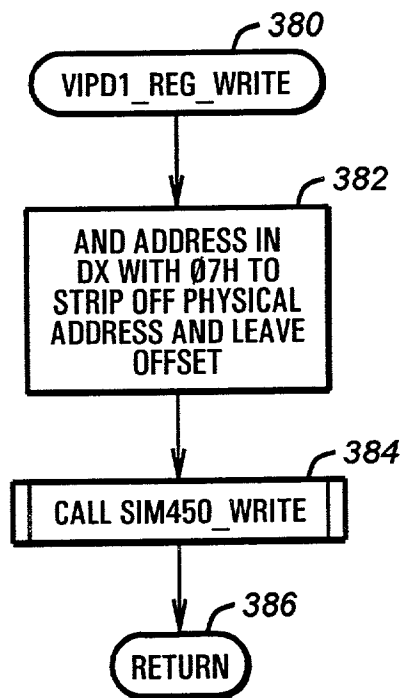 380
VIPD1_REG_WRITE
382
AND ADDRESS IN
DX WITH Ø7H TO
STRIP OFF PHYSICAL
ADDRESS AND LEAVE
OFFSET
384
CALL SIM450_WRITE
386
RETURN